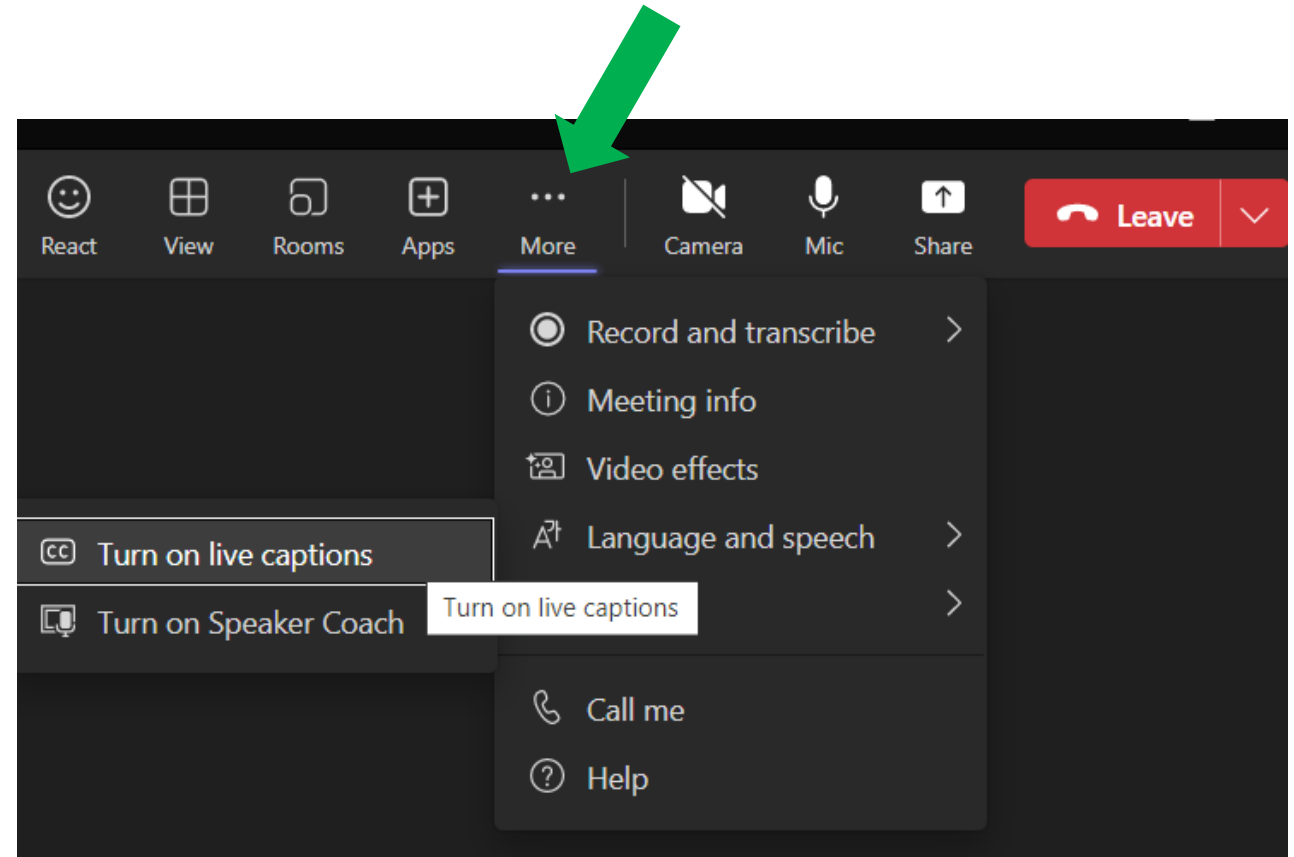 React View Rooms Apps More Camera Mic Share Leave
Record and transcribe
Meeting info
Video effects
Language and speech
CC Turn on live captions
Turn on Speaker Coach
Turn on live captions
Call me
Help